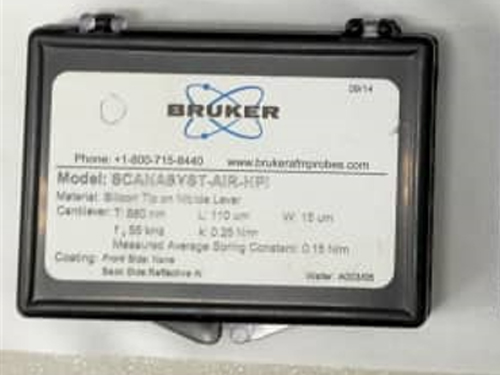 09/14
BRUKER
Phone: +1-800-715-8440 www.brukerafmprobes.com
Model: SCANASYST-AIR-HPI
Material: Silicon Tip on Nitride Lever
Cantilever: T: 680 nm L: 110 um W: 15 um
f 55 kHz k: 0.25 N/m
Measured Average Spring Constant: 0.15 N/m
Coating: Front Side: None
Back Side: Reflective Al
Wafer: